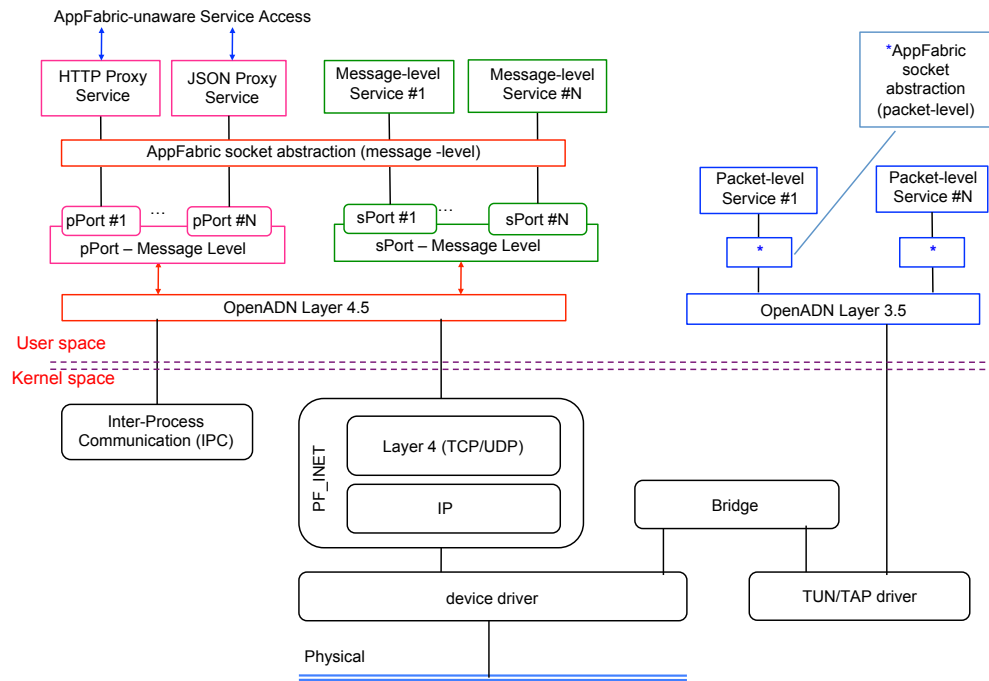 AppFabric-unaware Service Access
HTTP Proxy
Service
JSON Proxy
Service
Message-level
Service #1
Message-level
Service #N
*AppFabric
socket
abstraction
(packet-level)
AppFabric socket abstraction (message -level)
Packet-level
Service #1
Packet-level
Service #N
pPort #1
...
pPort #N
pPort – Message Level
sPort #1
...
sPort #N
sPort – Message Level
*
*
OpenADN Layer 4.5
OpenADN Layer 3.5
User space
Kernel space
Inter-Process
Communication (IPC)
PF_INET
Layer 4 (TCP/UDP)
IP
Bridge
device driver
TUN/TAP driver
Physical